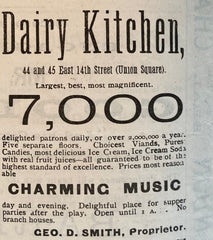 Dairy Kitchen,
44 and 45 East 14th Street (Union Square).
Largest, best, most magnificent.
7,000
delighted patrons daily, or over 2,000,000 a year.
Five separate floors. Choicest Viands, Pures
Candies, most delicious Ice Cream, Ice Cream Soda
with real fruit juices—all guaranteed to be of th
highest standard of excellence. Prices most reason
able
CHARMING MUSIC
day and evening. Delightful place for supper
parties after the play. Open until 1 A. No
branch houses.
GEO. D. SMITH, Proprietor